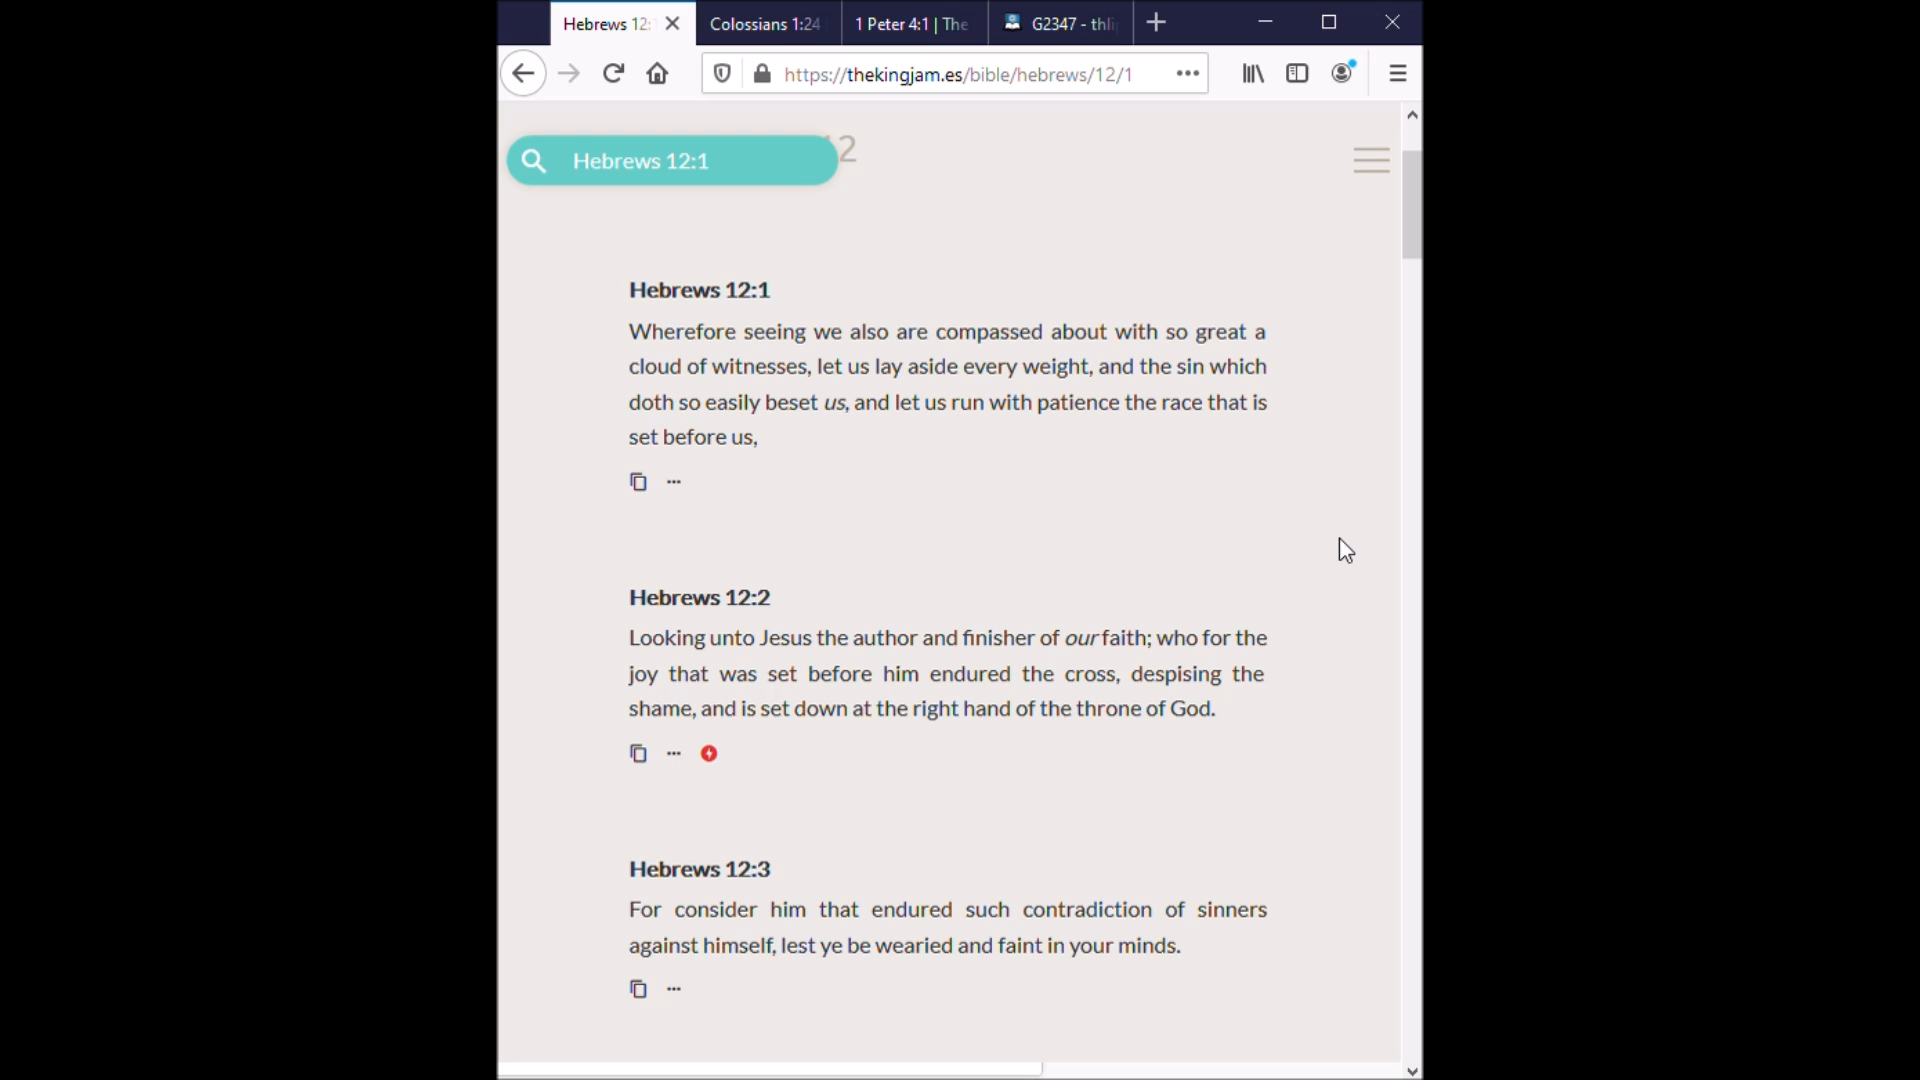 Hebrews 12:
Colossians 1:24
1 Peter 4:1 | The
G2347 - thli
https://thekingjam.es/bible/hebrews/12/1
12
Hebrews 12:1
Hebrews 12:1
Wherefore seeing we also are compassed about with so great a
cloud of witnesses, let us lay aside every weight, and the sin which
doth so easily beset us, and let us run with patience the race that is
set before us,
Hebrews 12:2
Looking unto Jesus the author and finisher of our faith; who for the
joy that was set before him endured the cross, despising the
shame, and is set down at the right hand of the throne of God.
Hebrews 12:3
For consider him that endured such contradiction of sinners
against himself, lest ye be wearied and faint in your minds.